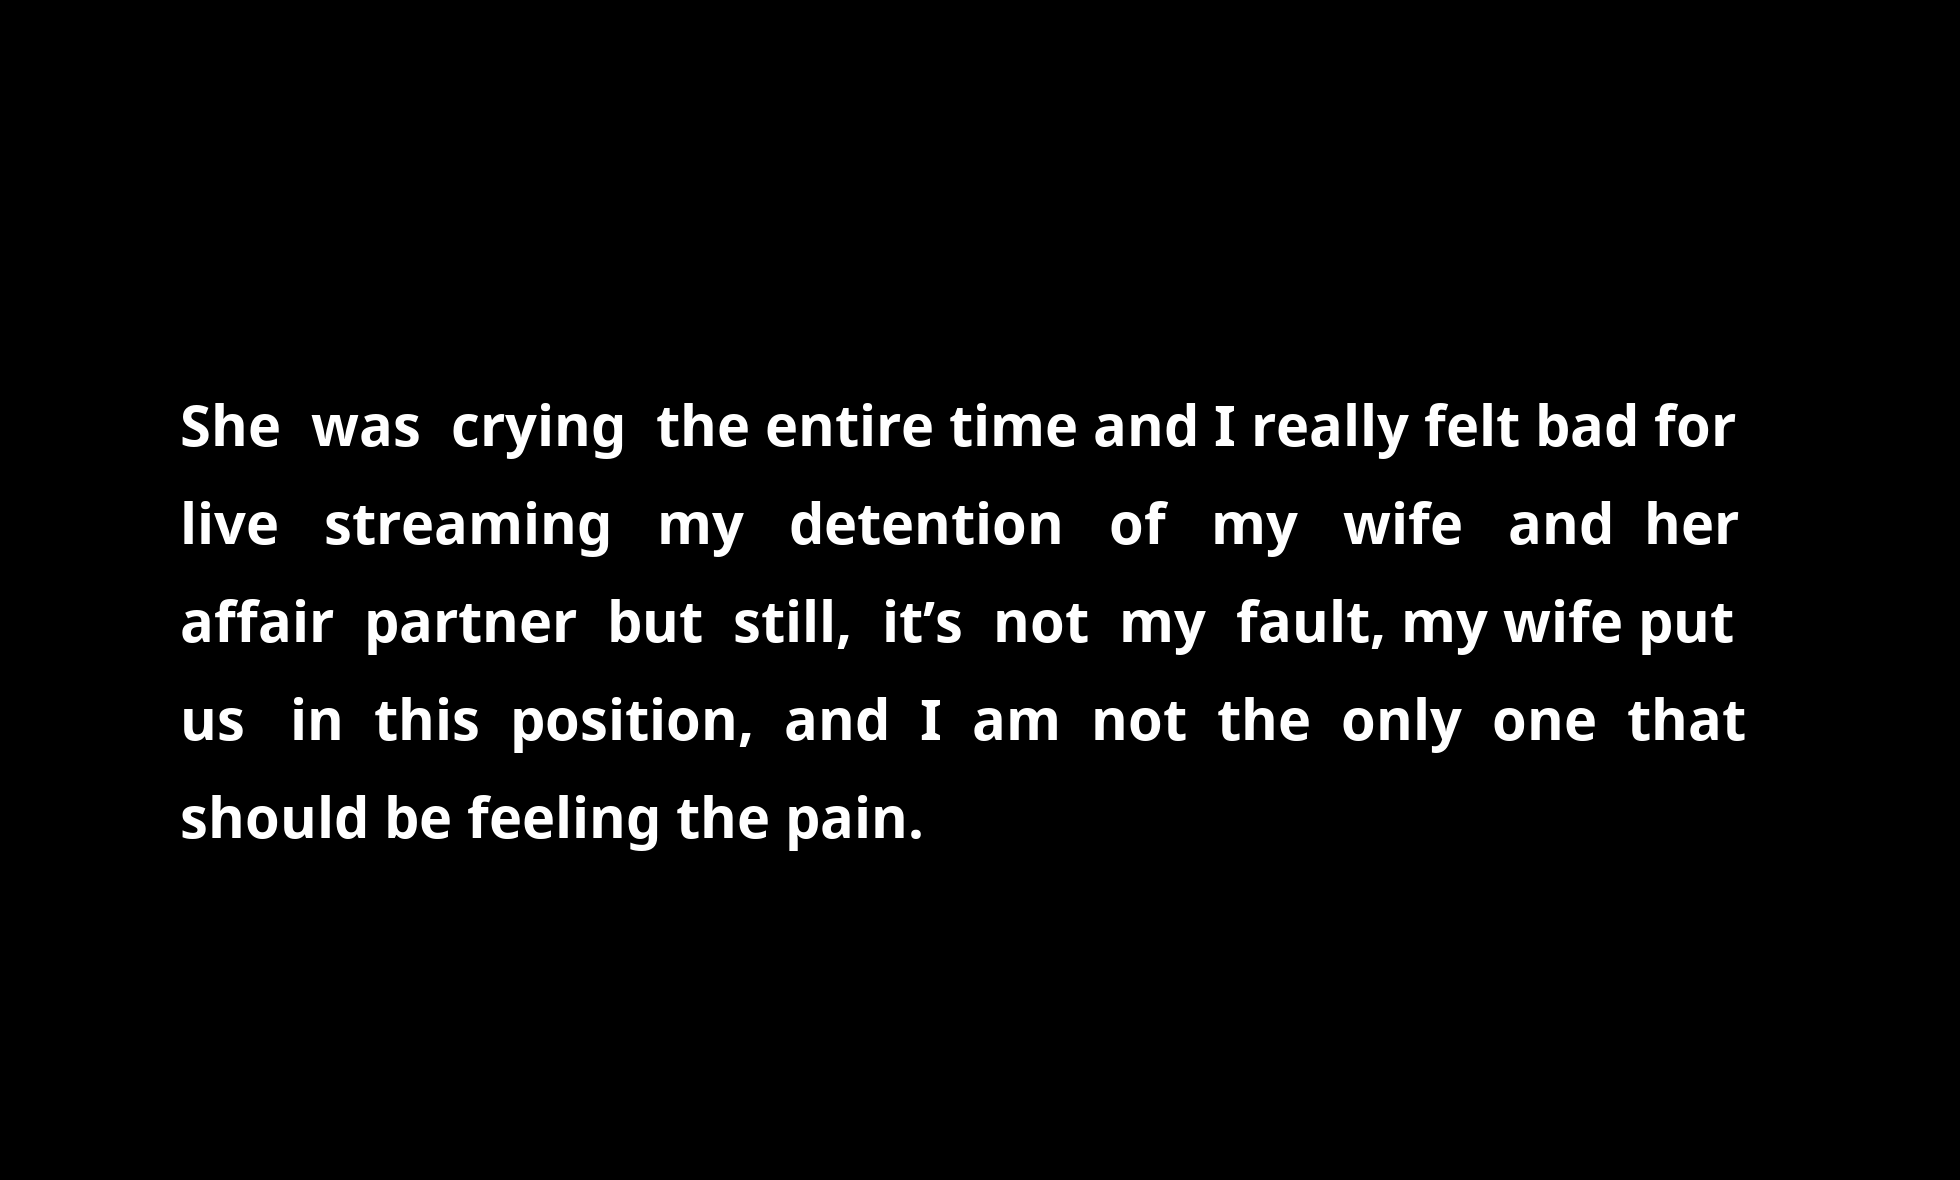 She was crying the entire time and I really felt bad for
live streaming my detention of my wife and her
affair partner but still, it’s not my fault, my wife put
us in this position, and I am not the only one that
should be feeling the pain.